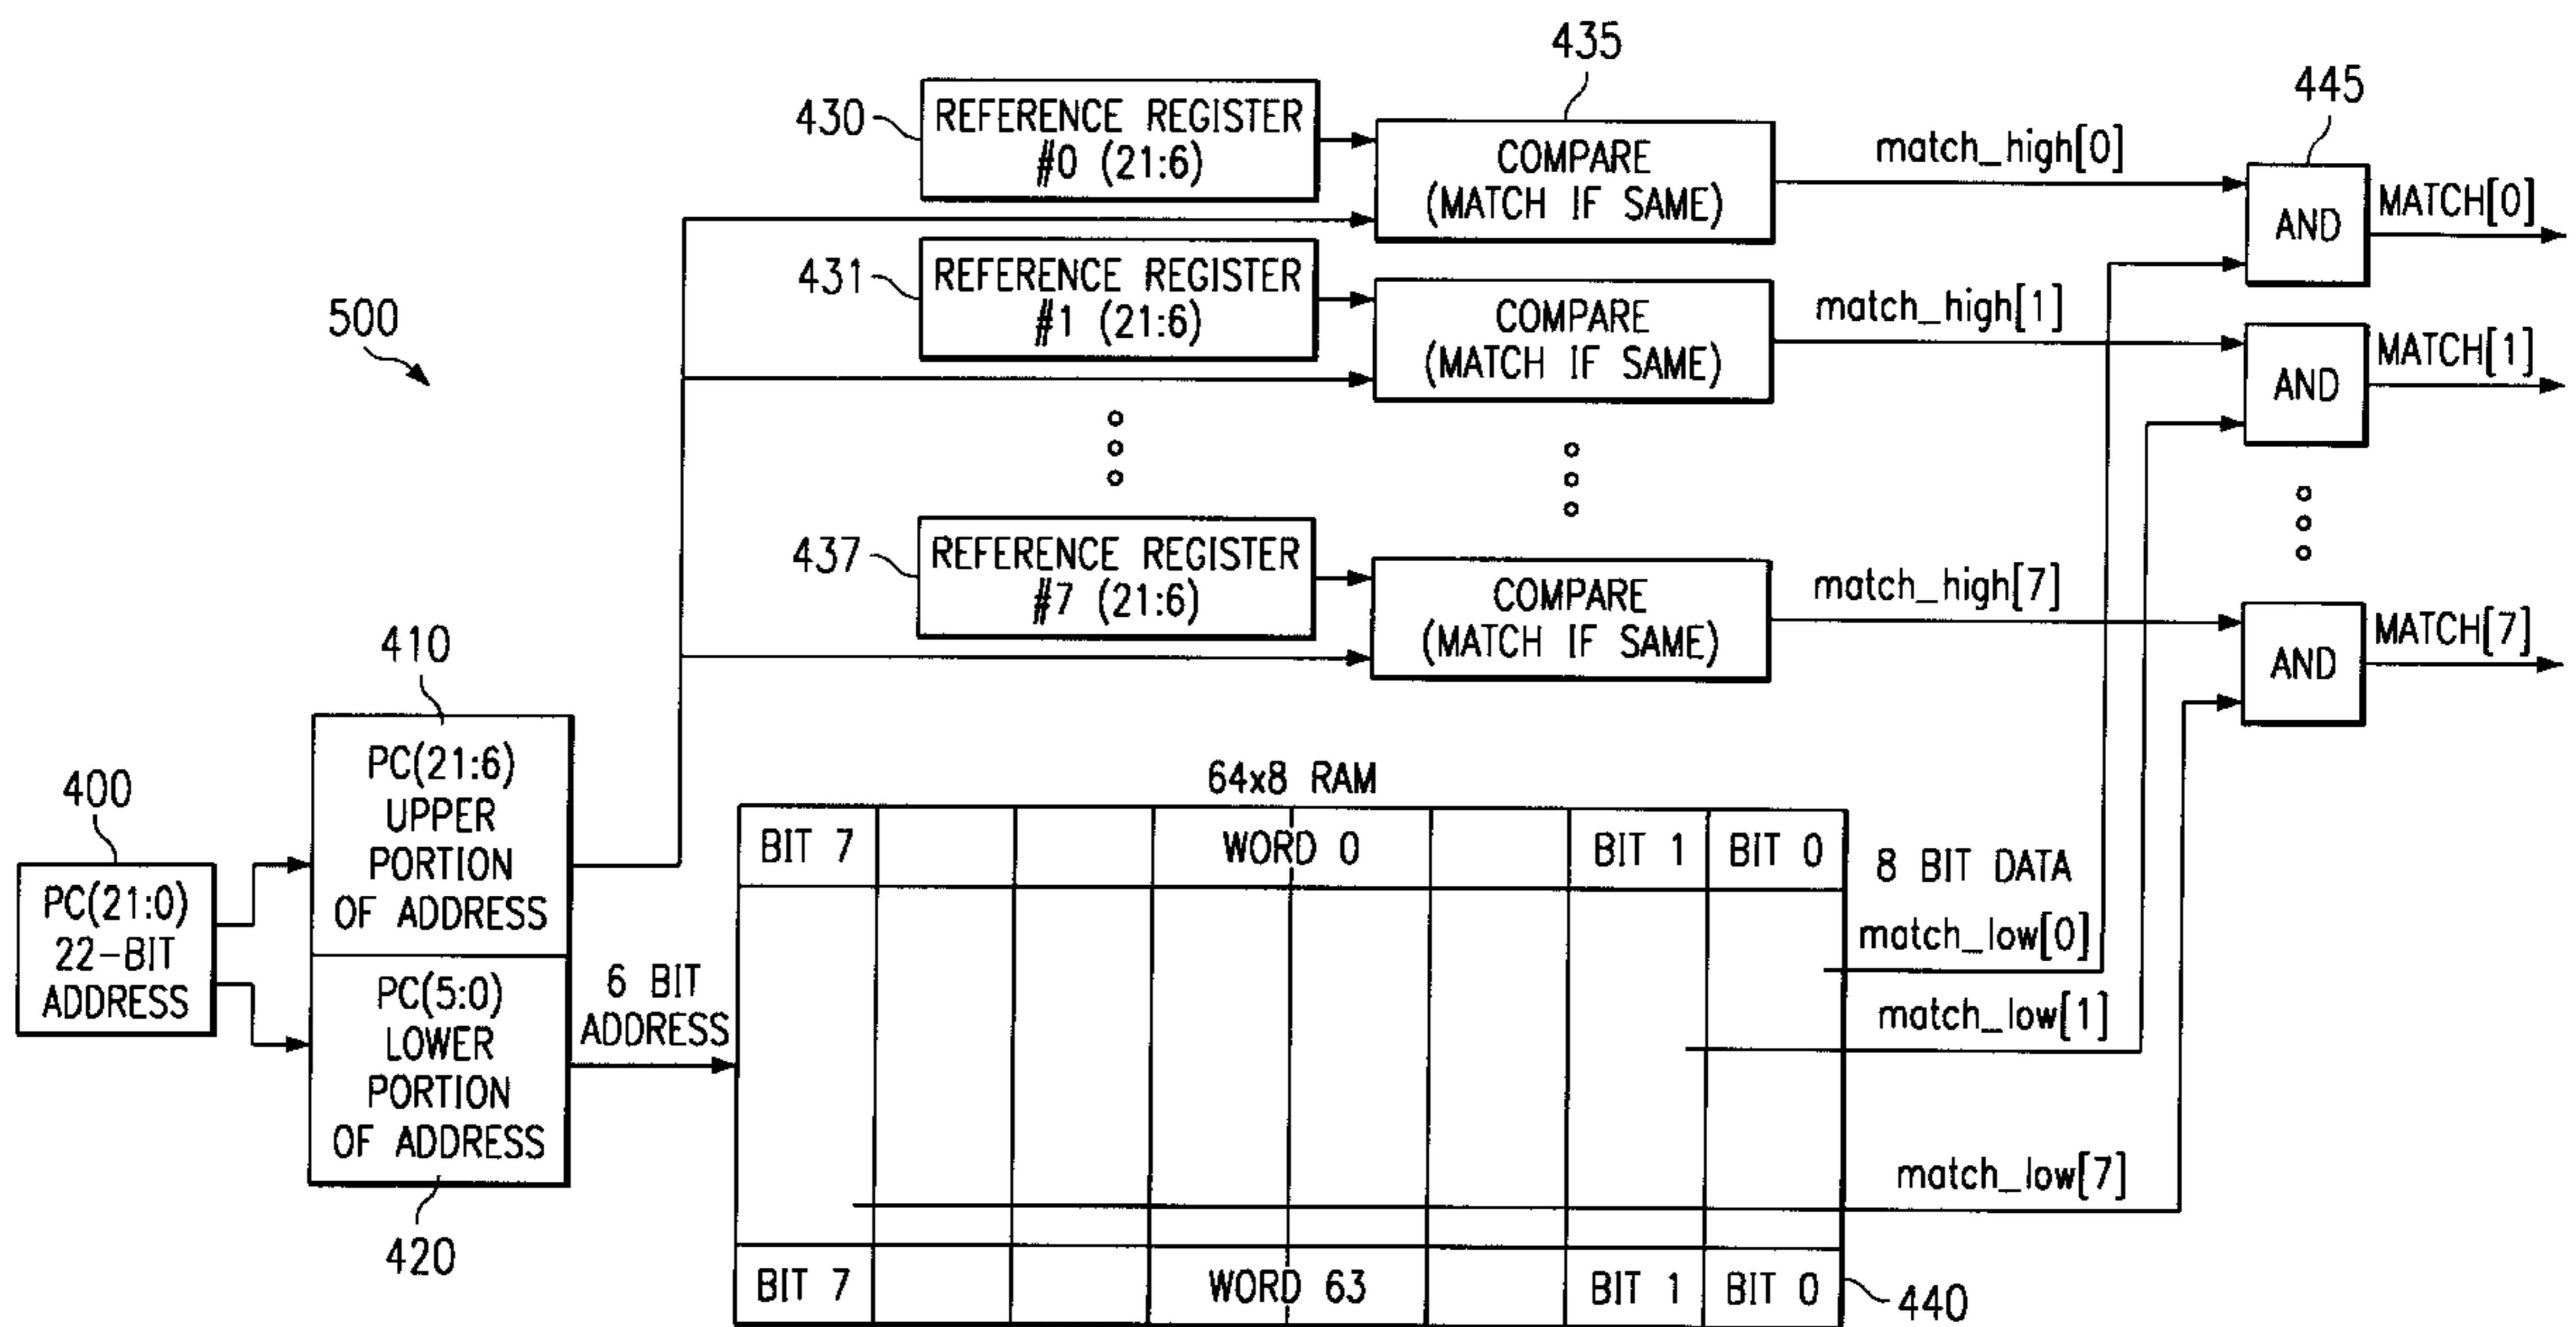 435
445
430
REFERENCE REGISTER
#0 (21:6)
COMPARE
(MATCH IF SAME)
match_high[0]
AND
MATCH[0]
431
REFERENCE REGISTER
#1 (21:6)
COMPARE
(MATCH IF SAME)
match_high[1]
AND
MATCH[1]
500
437
REFERENCE REGISTER
#7 (21:6)
COMPARE
(MATCH IF SAME)
match_high[7]
AND
MATCH[7]
410
PC(21:6)
UPPER
PORTION
OF ADDRESS
400
PC(21:0)
22-BIT
ADDRESS
PC(5:0)
LOWER
PORTION
OF ADDRESS
420
6 BIT
ADDRESS
64x8 RAM
BIT 7
WORD 0
BIT 1
BIT 0
8 BIT DATA
match_low[0]
match_low[1]
match_low[7]
BIT 7
WORD 63
BIT 1
BIT 0
440